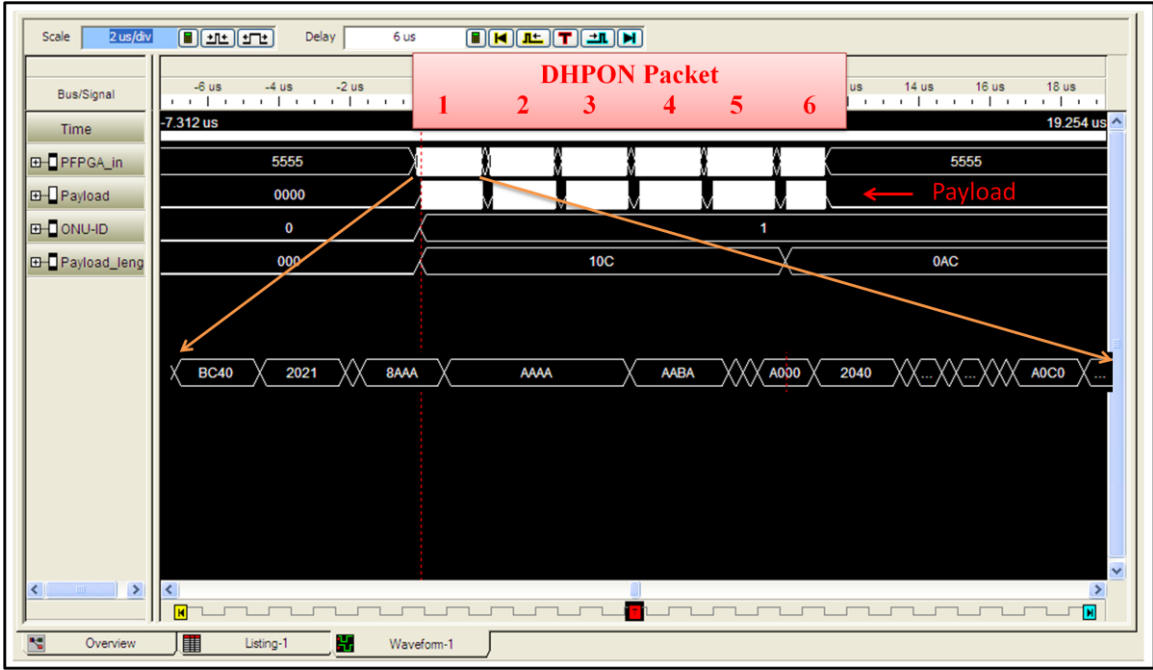 Scale 2 us/div Delay 6 us
DHPON Packet
1 2 3 4 5 6
Bus/Signal -6 us -4 us -2 us us 14 us 16 us 18 us
Time -7.312 us 19.254 us
PFPGA_in 5555 5555
Payload 0000 Payload
ONU-ID 0 1
Payload_leng 000 10C 0AC
BC40 2021 8AAA AAAA AABA A000 2040 ... ... A0C0 ...
T
Overview Listing-1 Waveform-1